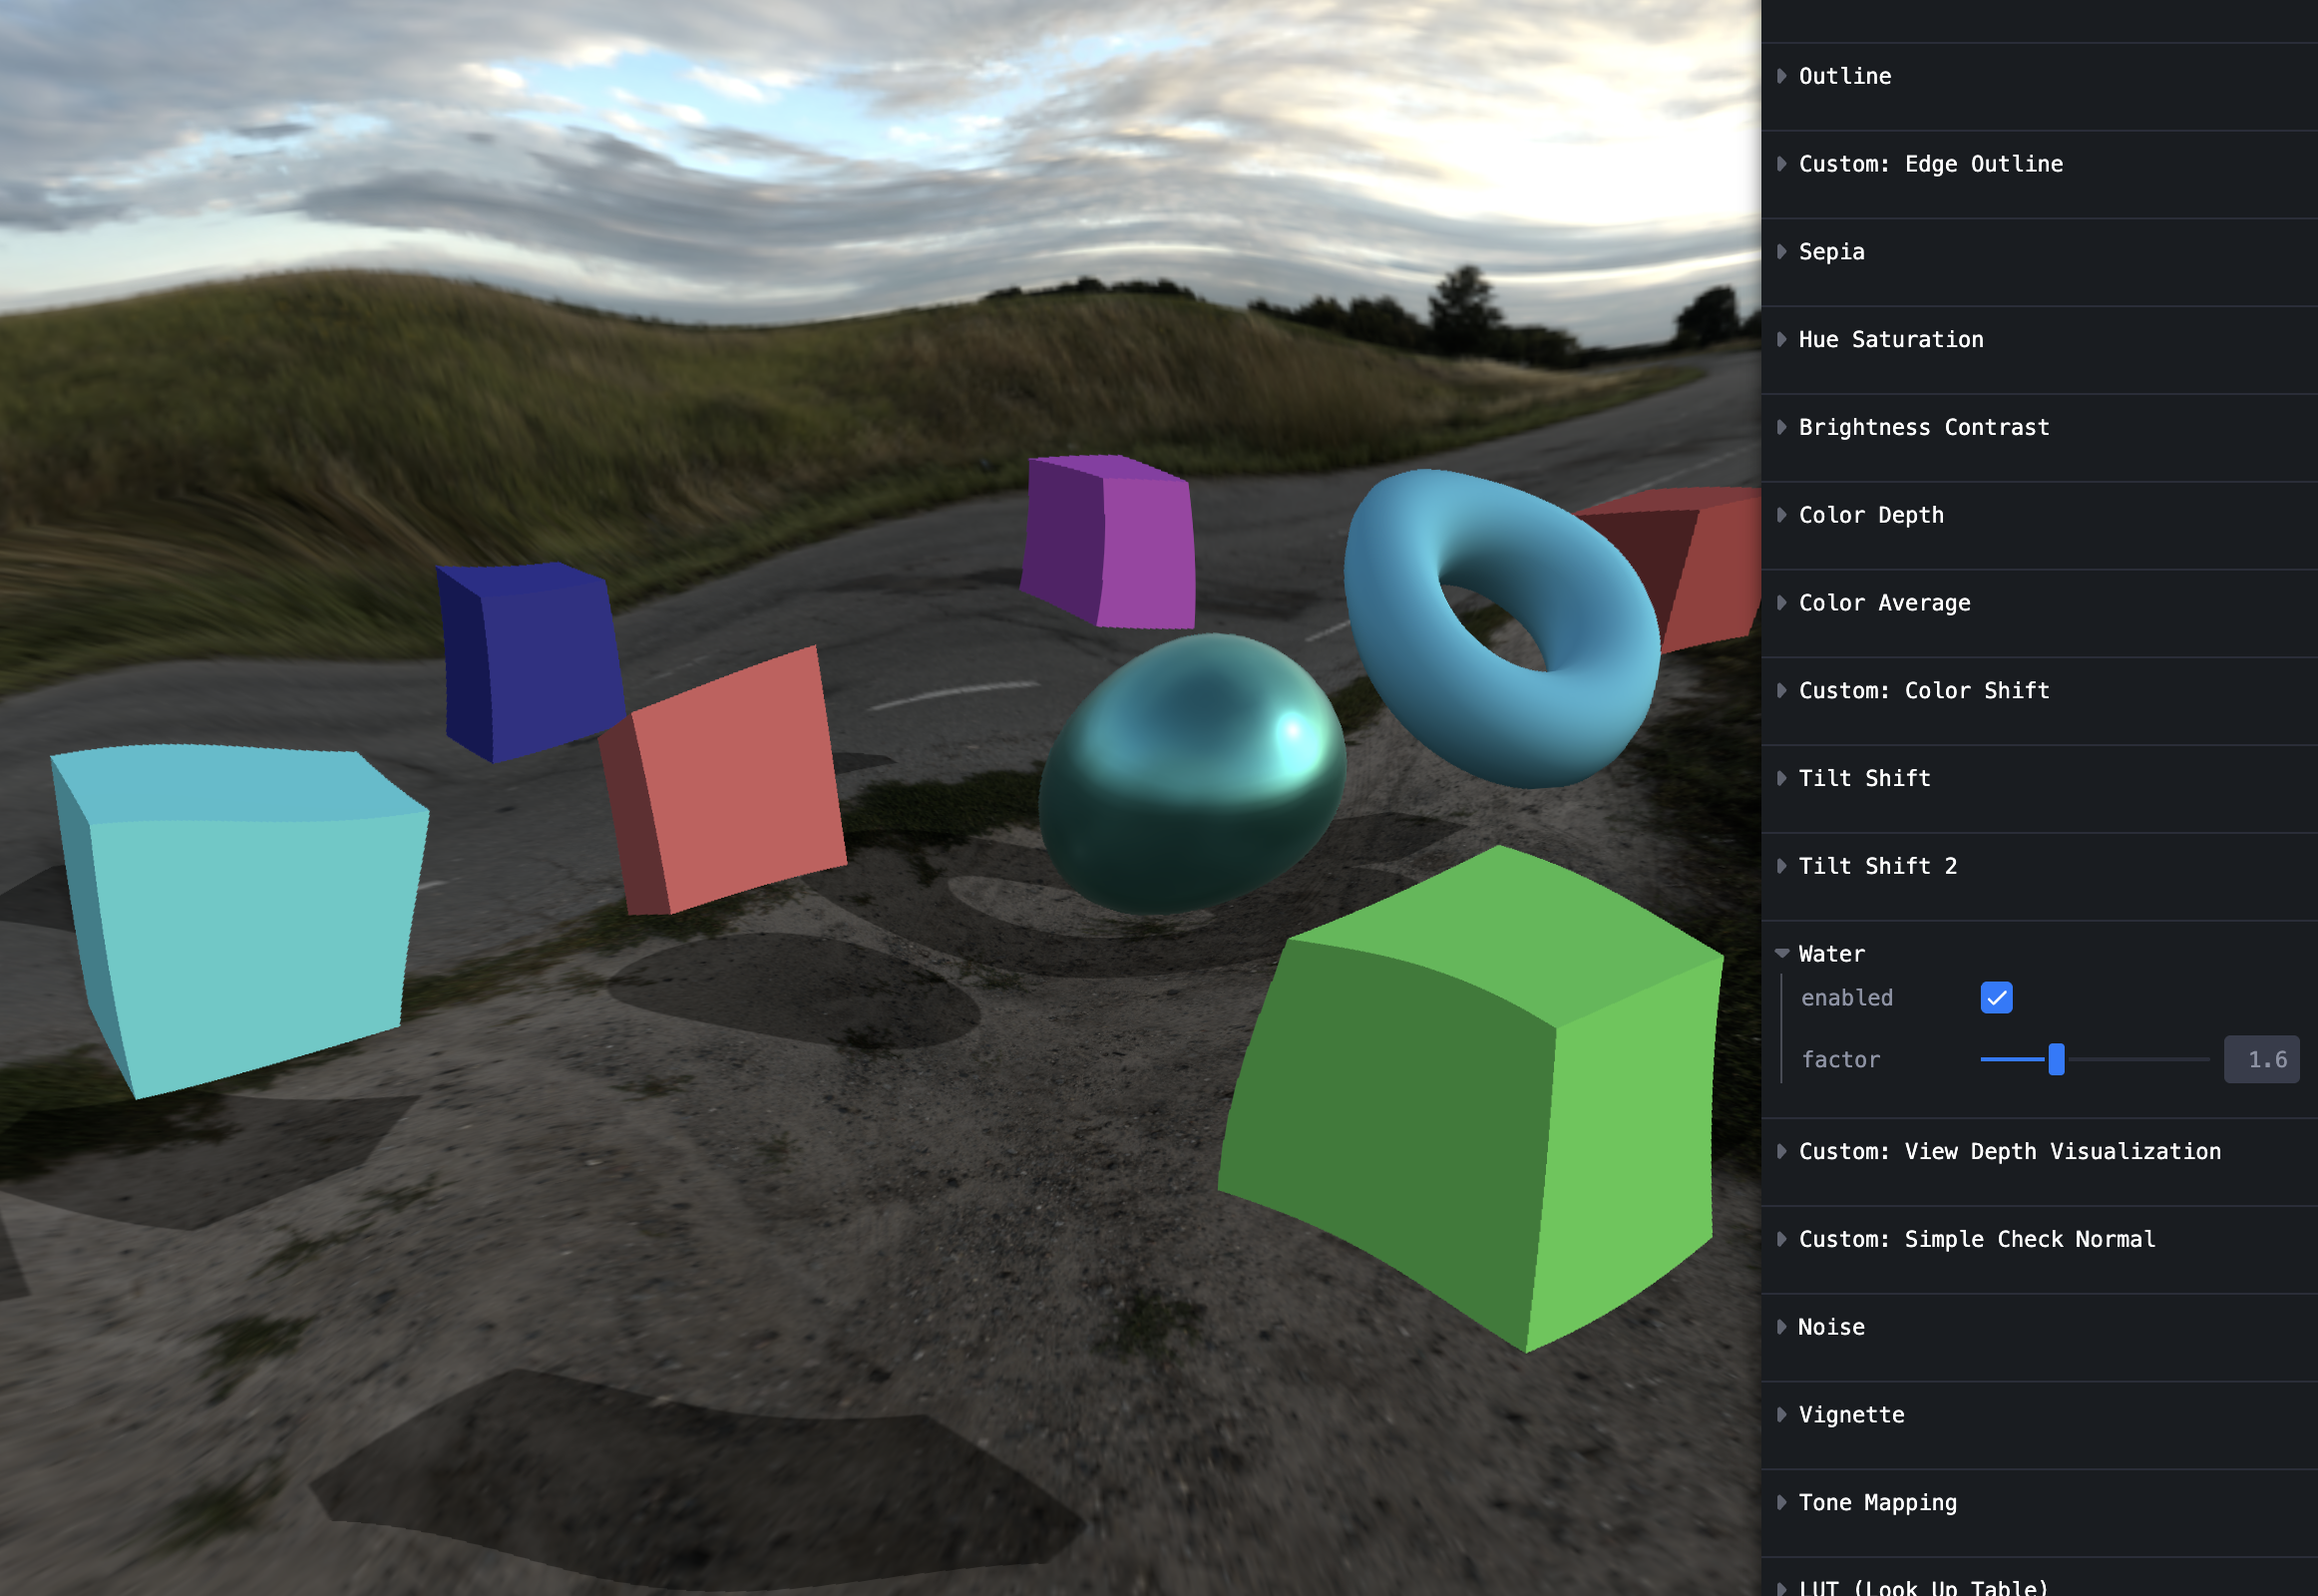 Outline
Custom: Edge Outline
Sepia
Hue Saturation
Brightness Contrast
Color Depth
Color Average
Custom: Color Shift
Tilt Shift
Tilt Shift 2
Water
enabled
factor 1.6
Custom: View Depth Visualization
Custom: Simple Check Normal
Noise
Vignette
Tone Mapping
LUT (Look Up Table)